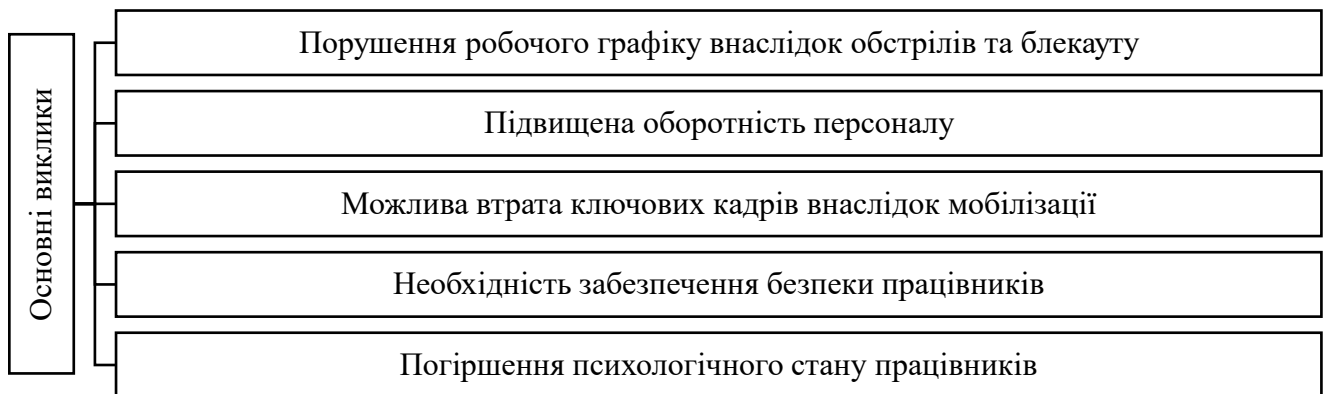 Основні виклики
Порушення робочого графіку внаслідок обстрілів та блекауту
Підвищена оборотність персоналу
Можлива втрата ключових кадрів внаслідок мобілізації
Необхідність забезпечення безпеки працівників
Погіршення психологічного стану працівників